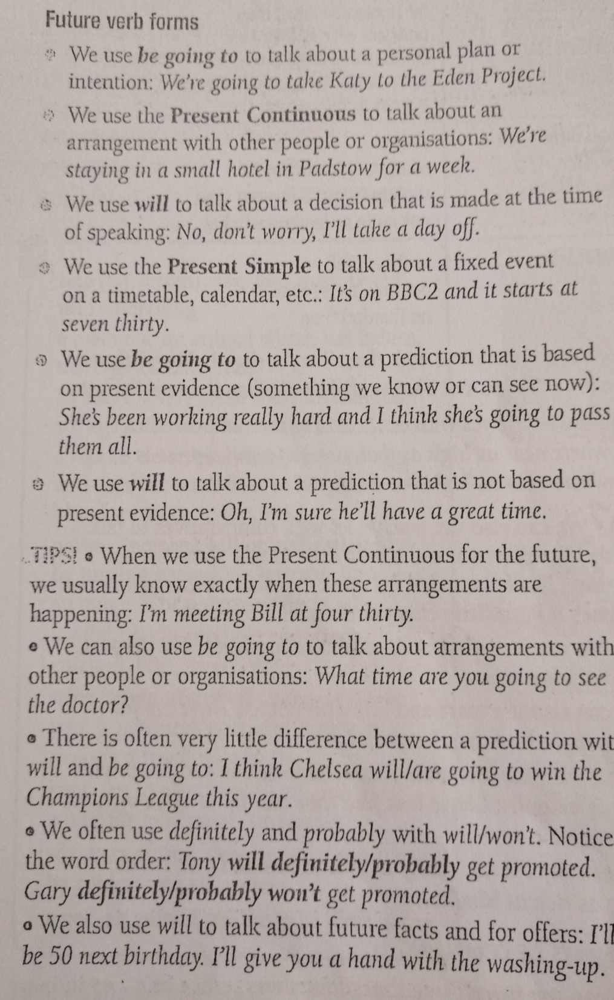 Future verb forms
We use be going to to talk about a personal plan or
intention: We're going to take Katy to the Eden Project.
We use the Present Continuous to talk about an
arrangement with other people or organisations: We're
staying in a small hotel in Padstow for a week.
We use will to talk about a decision that is made at the time
of speaking: No, don't worry, I'll take a day off.
We use the Present Simple to talk about a fixed event
on a timetable, calendar, etc.: It's on BBC2 and it starts at
seven thirty.
We use be going to to talk about a prediction that is based
on present evidence (something we know or can see now):
She's been working really hard and I think she's going to pass
them all.
We use will to talk about a prediction that is not based on
present evidence: Oh, I'm sure he'll have a great time.
TIPS! • When we use the Present Continuous for the future,
we usually know exactly when these arrangements are
happening: I'm meeting Bill at four thirty.
• We can also use be going to to talk about arrangements with
other people or organisations: What time are you going to see
the doctor?
• There is often very little difference between a prediction wit
will and be going to: I think Chelsea will/are going to win the
Champions League this year.
• We often use definitely and probably with will/won't. Notice
the word order: Tony will definitely/probably get promoted.
Gary definitely/probably won't get promoted.
• We also use will to talk about future facts and for offers: I'll
be 50 next birthday. I'll give you a hand with the washing-up.